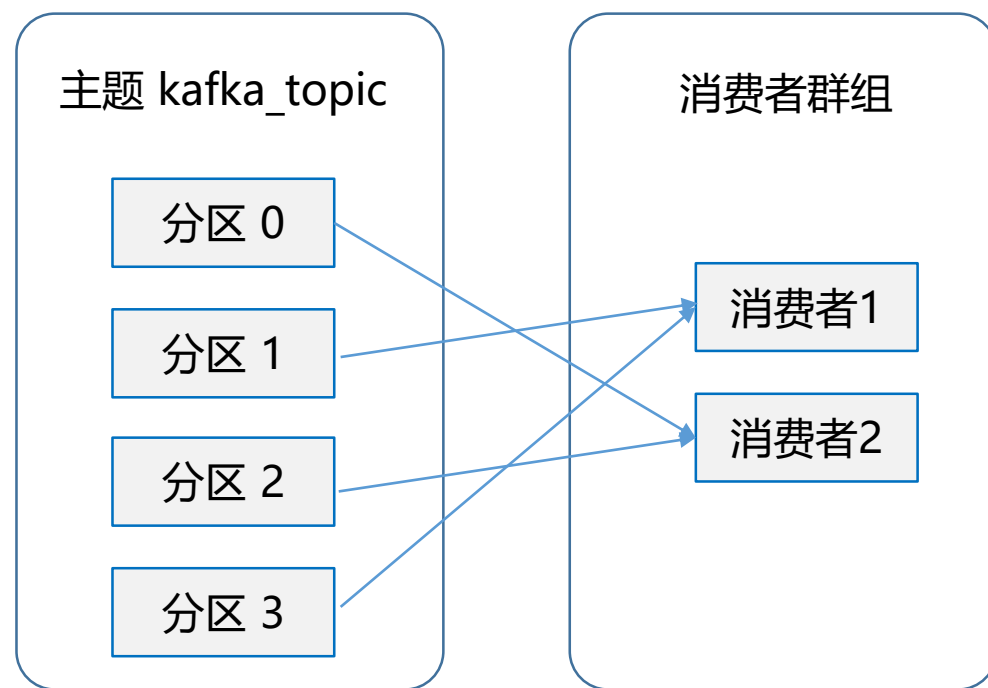 主题 kafka_topic
分区 0
分区 1
分区 2
分区 3
消费者群组
消费者1
消费者2